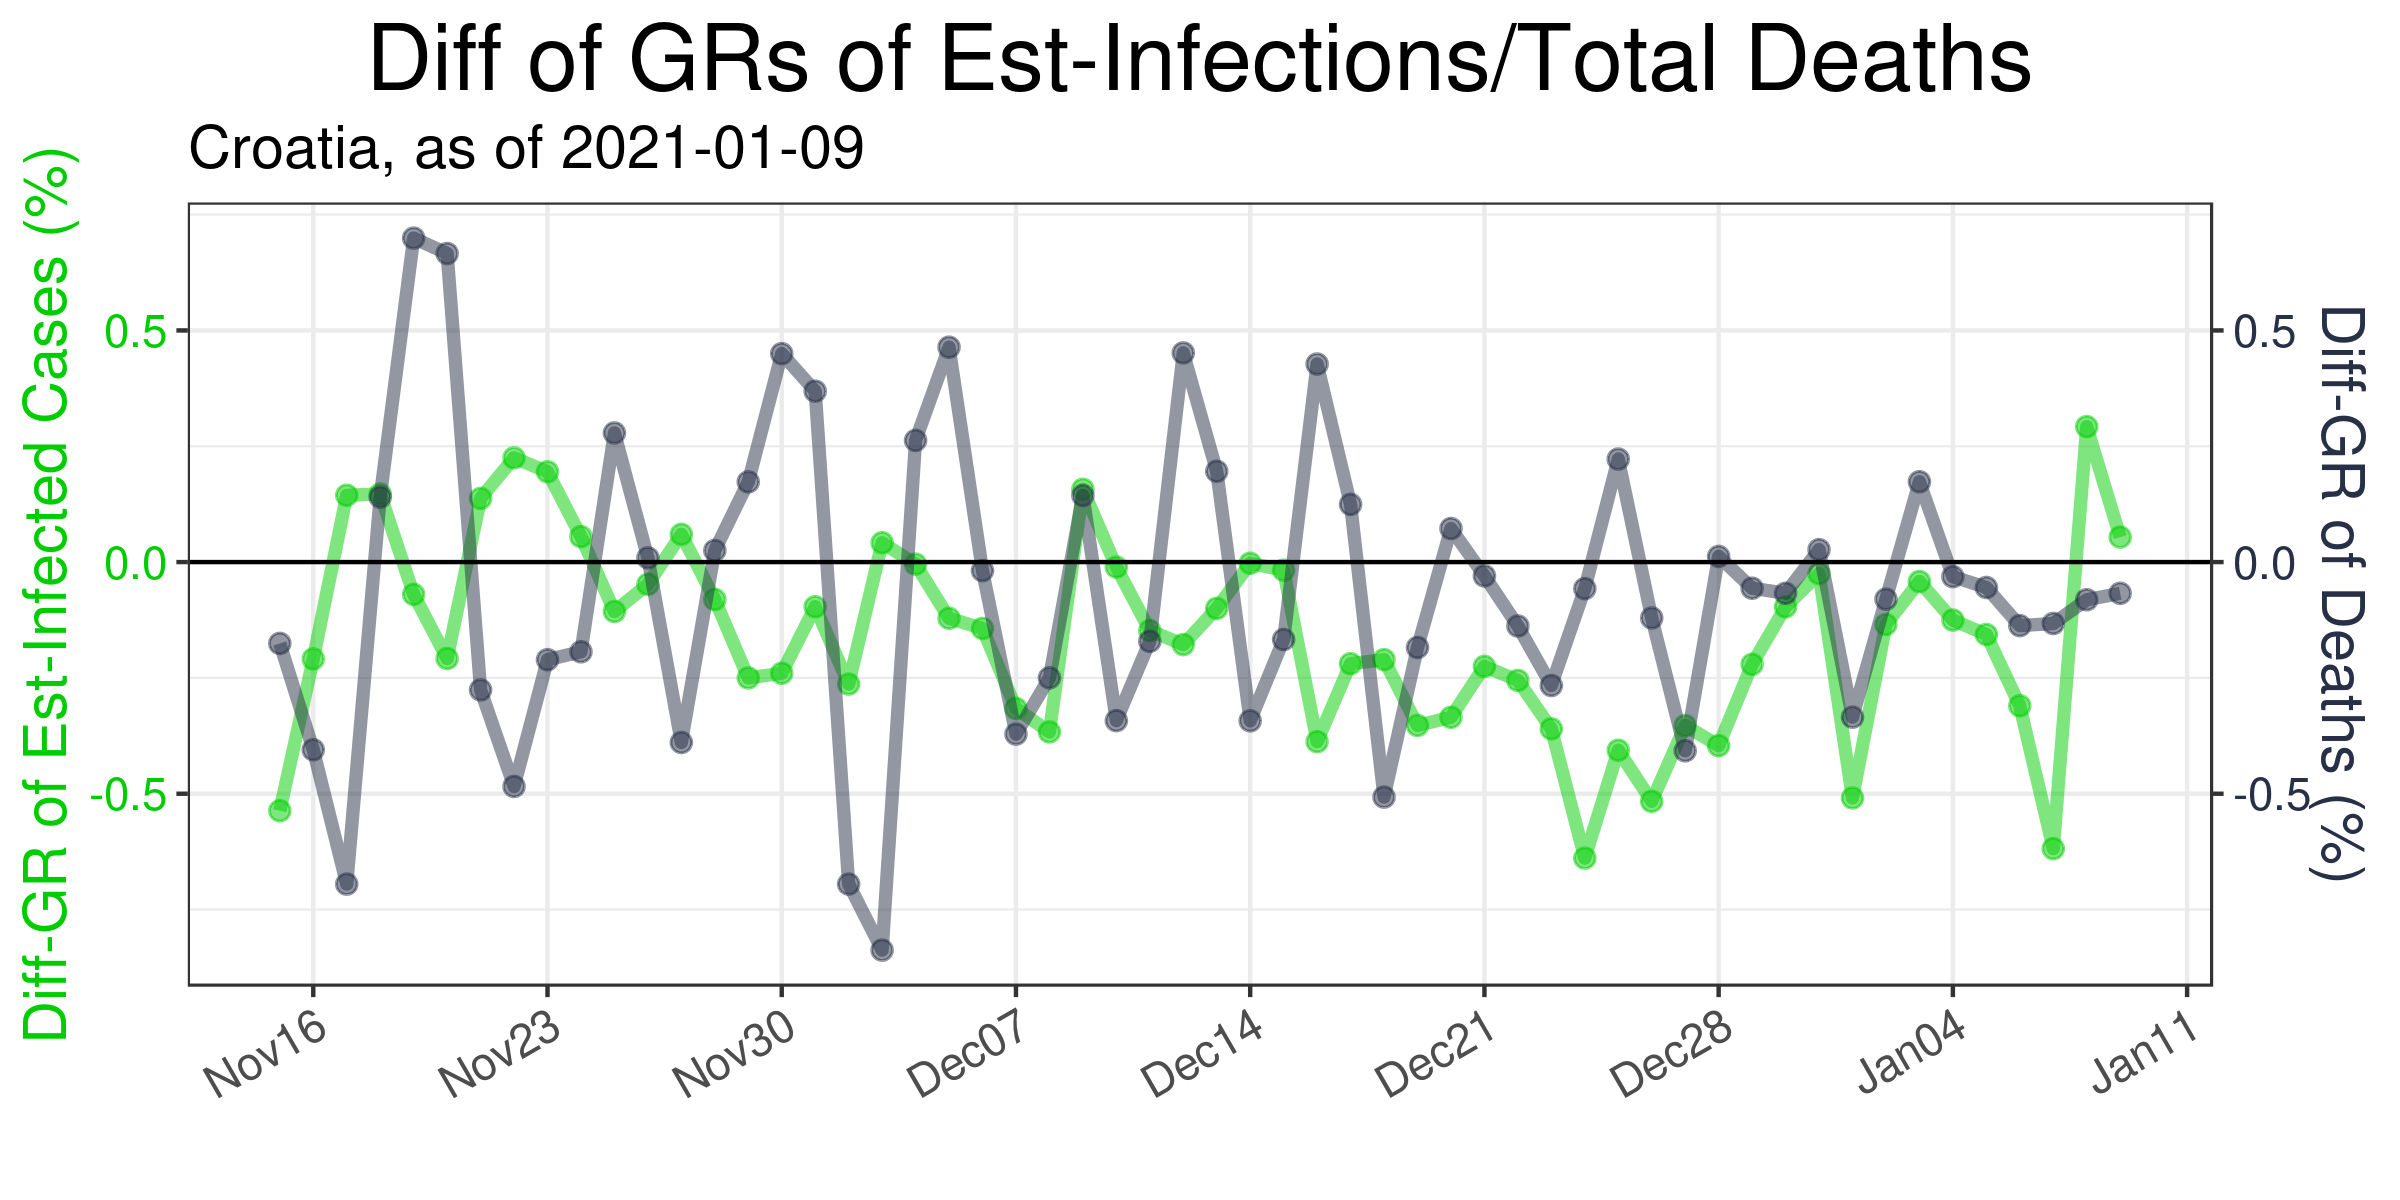 Diff of GRs of Est-Infections/Total Deaths
Croatia, as of 2021-01-09
Diff-GR of Est-Infected Cases (%)
0.5
0.0
-0.5
0.5
0.0
-0.5
Diff-GR of Deaths (%)
Nov16
Nov23
Nov30
Dec07
Dec14
Dec21
Dec28
Jan04
Jan11